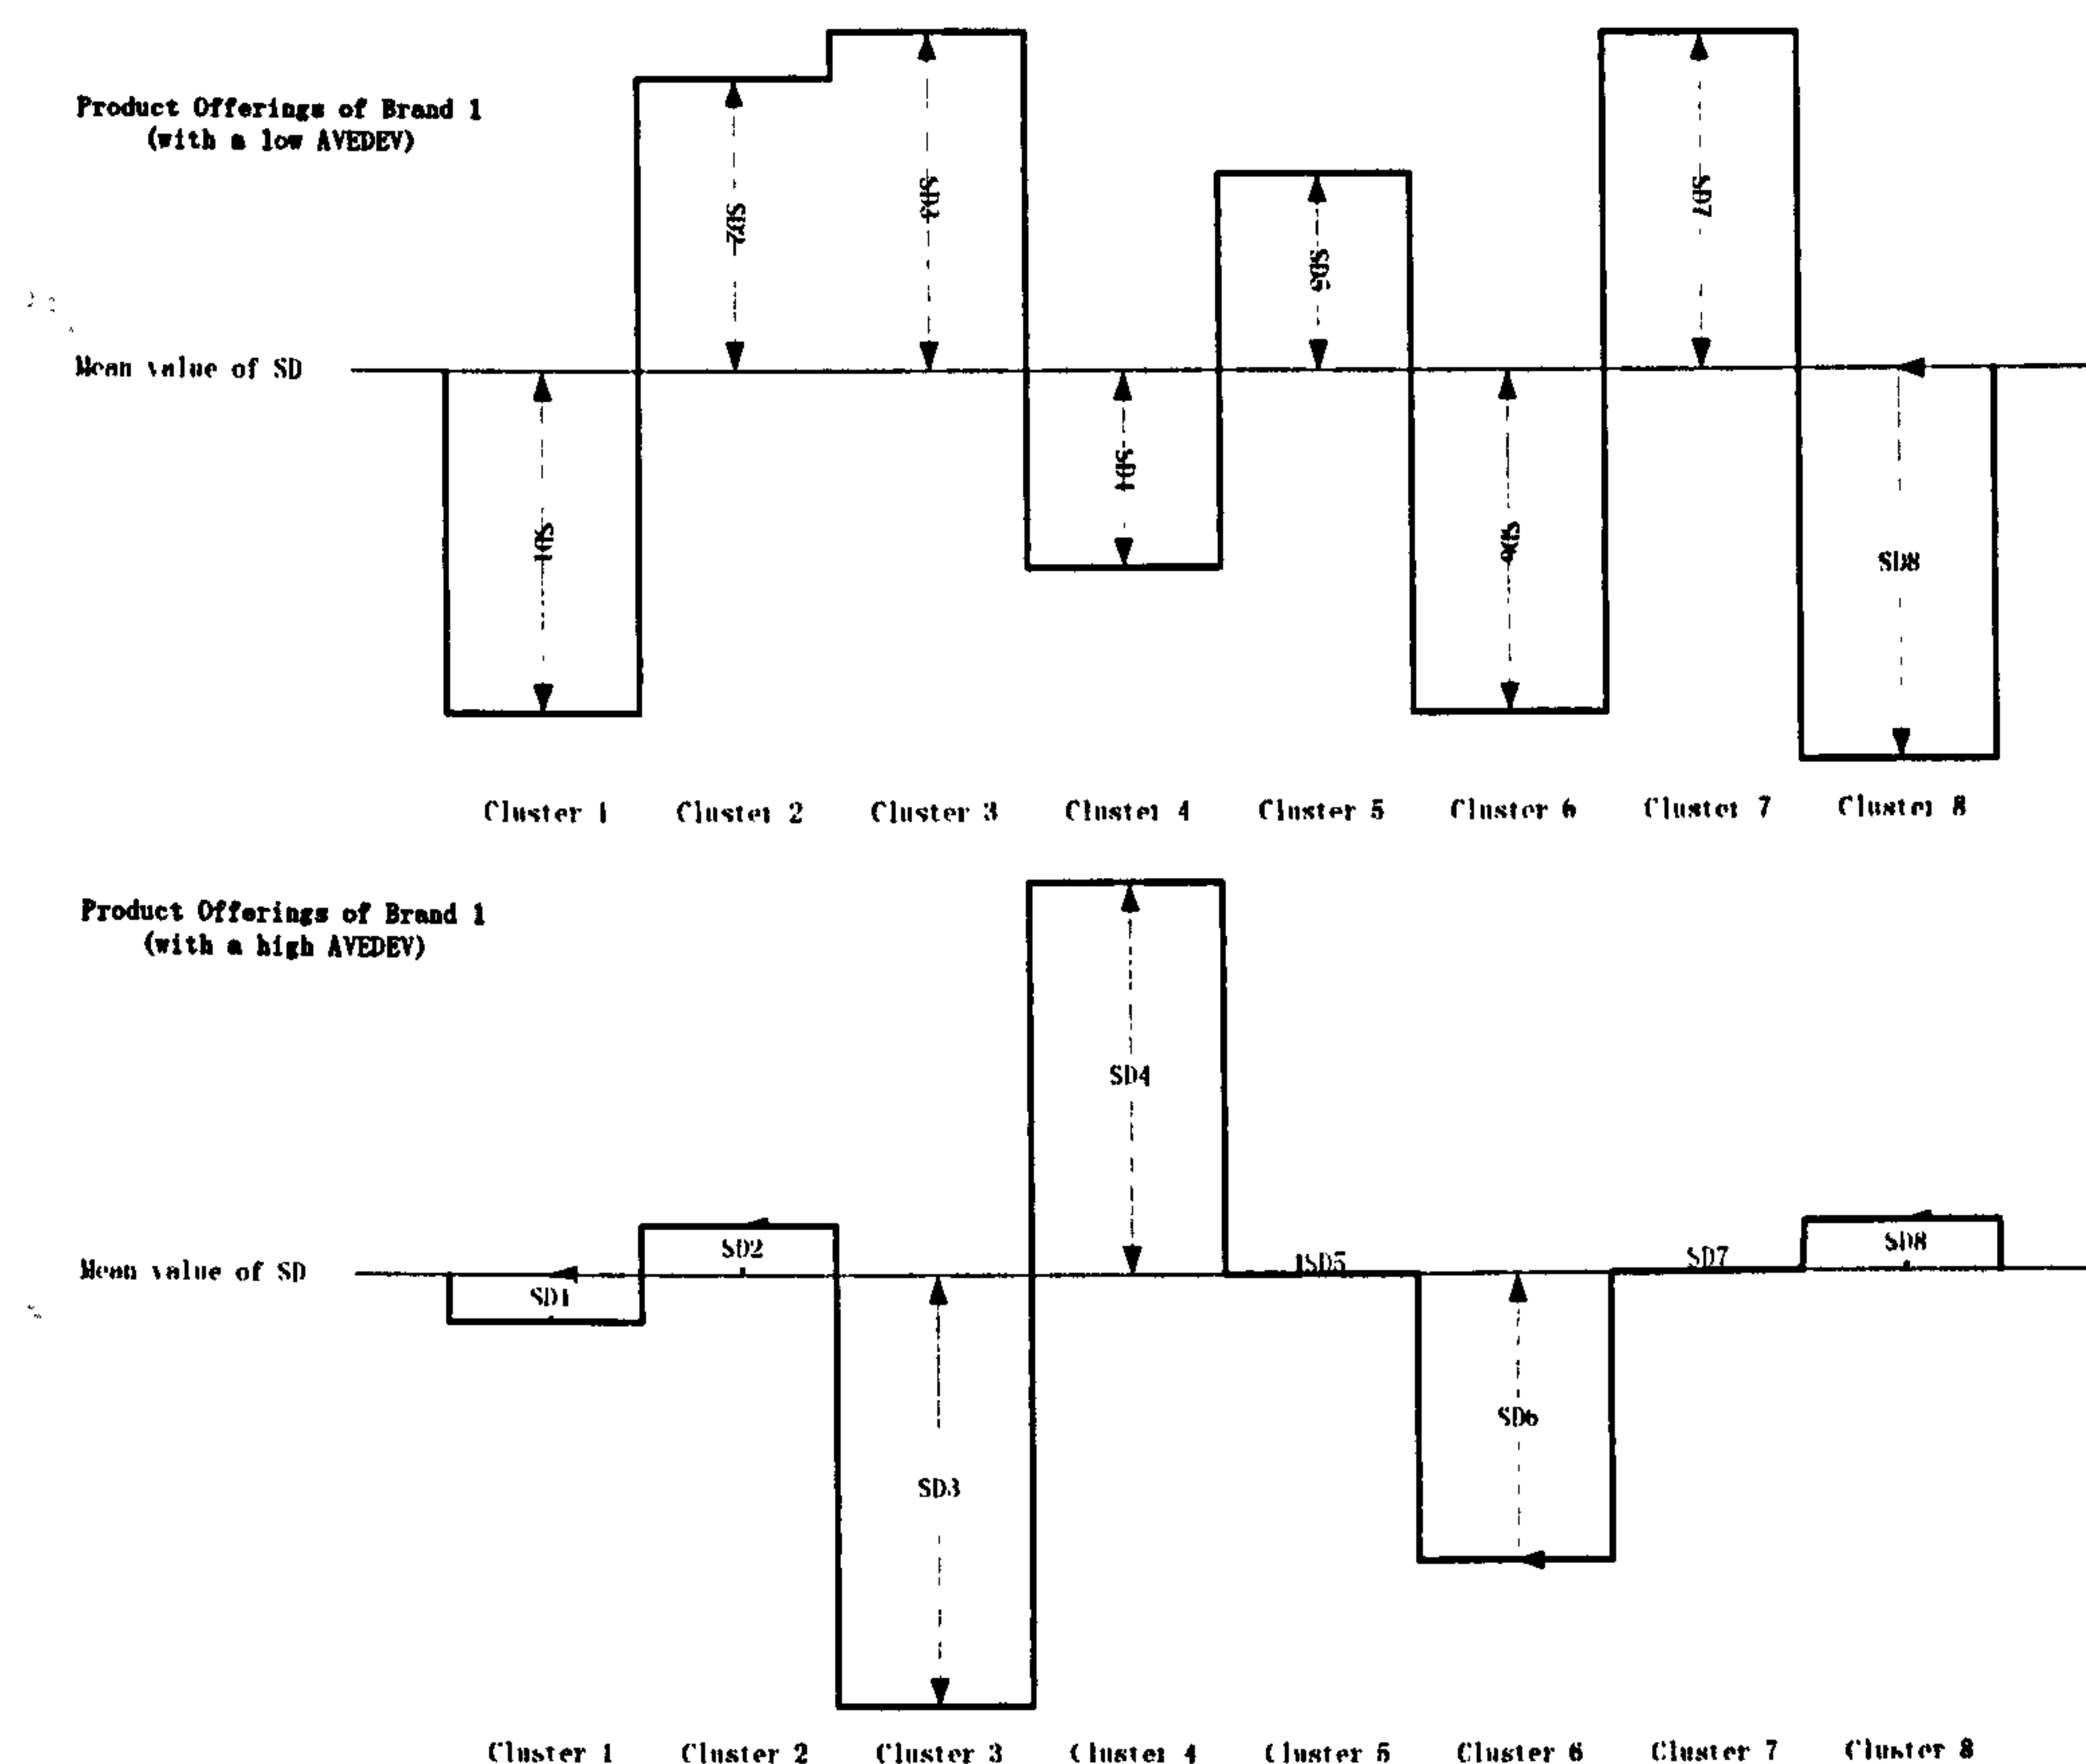 Product Offerings of Brand 1
(with a low AVEDEV)
SD2
SD3
SD7
SD5
Mean value of SD
SD4
SD1
SD6
SD8
Cluster 1 Cluster 2 Cluster 3 Cluster 4 Cluster 5 Cluster 6 Cluster 7 Cluster 8
Product Offerings of Brand 1
(with a high AVEDEV)
SD4
SD2
SD5
SD7
SD8
Mean value of SD
SD1
SD6
SD3
Cluster 1 Cluster 2 Cluster 3 Cluster 4 Cluster 5 Cluster 6 Cluster 7 Cluster 8